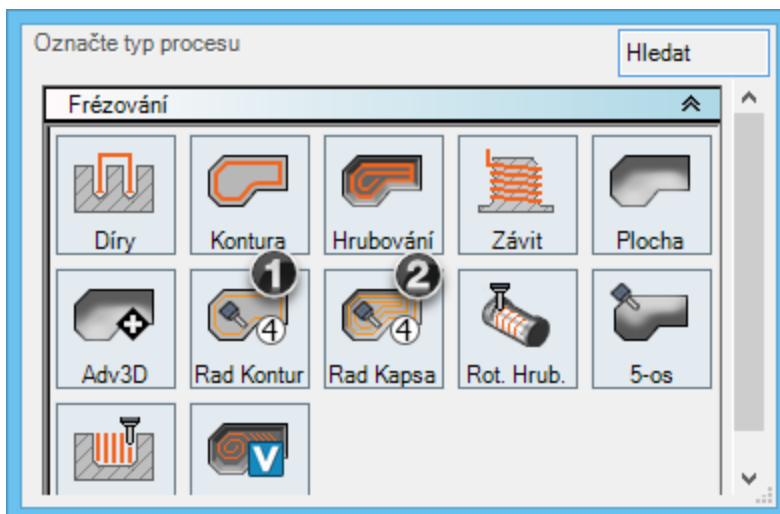 Označte typ procesu
Hledat
Frézování
Díry
Kontura
Hrubování
Závit
Plocha
1
2
4
4
Adv3D
Rad Kontur
Rad Kapsa
Rot. Hrub.
5-os
V